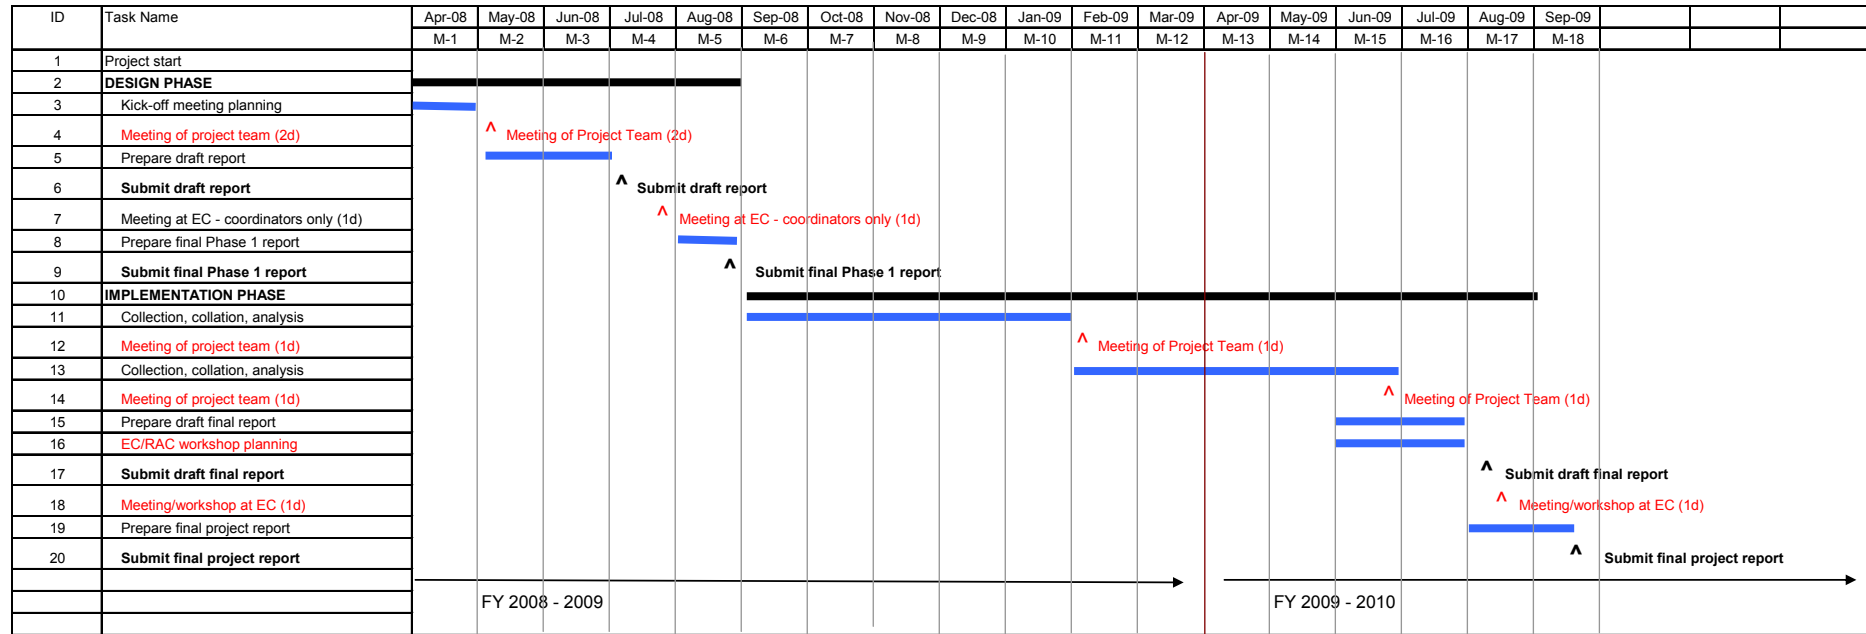 ID Task Name Apr-08 May-08 Jun-08 Jul-08 Aug-08 Sep-08 Oct-08 Nov-08 Dec-08 Jan-09 Feb-09 Mar-09 Apr-09 May-09 Jun-09 Jul-09 Aug-09 Sep-09
M-1 M-2 M-3 M-4 M-5 M-6 M-7 M-8 M-9 M-10 M-11 M-12 M-13 M-14 M-15 M-16 M-17 M-18
1 Project start
2 DESIGN PHASE
3 Kick-off meeting planning
4 Meeting of project team (2d) ^ Meeting of Project Team (2d)
5 Prepare draft report
6 Submit draft report ^ Submit draft report
7 Meeting at EC - coordinators only (1d) ^ Meeting at EC - coordinators only (1d)
8 Prepare final Phase 1 report
9 Submit final Phase 1 report ^ Submit final Phase 1 report
10 IMPLEMENTATION PHASE
11 Collection, collation, analysis
12 Meeting of project team (1d) ^ Meeting of Project Team (1d)
13 Collection, collation, analysis
14 Meeting of project team (1d) ^ Meeting of Project Team (1d)
15 Prepare draft final report
16 EC/RAC workshop planning
17 Submit draft final report ^ Submit draft final report
18 Meeting/workshop at EC (1d) ^ Meeting/workshop at EC (1d)
19 Prepare final project report
20 Submit final project report ^ Submit final project report
FY 2008 - 2009 FY 2009 - 2010